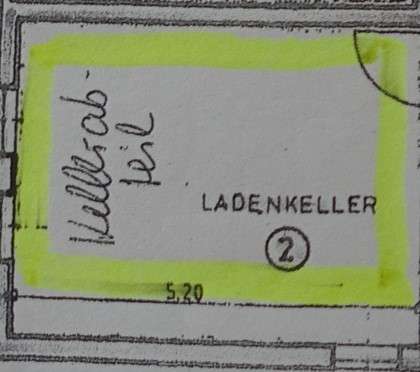 Kellerab-
teil
LADENKELLER
2
5,20